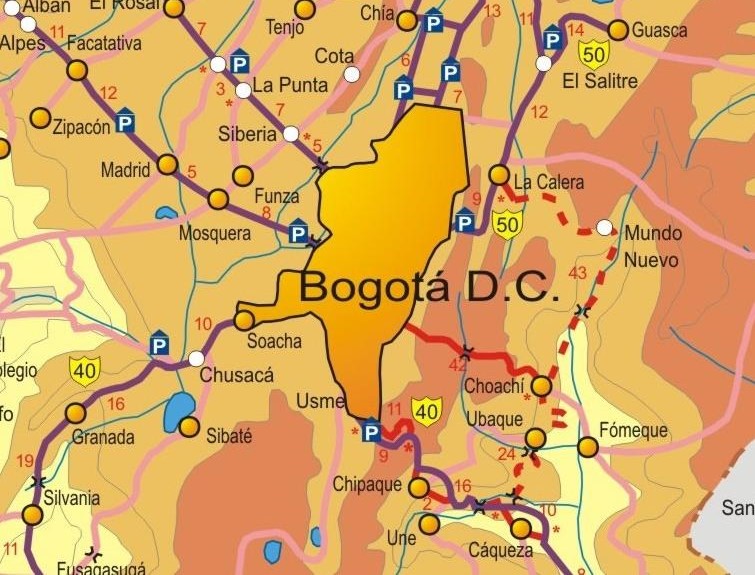 Albán
El Rosal
13
Chía
P
Alpes
11
Facatativa
7
Tenjo
11
P
14
Guasca
50
P
Cota
6
P
El Salitre
*
La Punta
P
12
3
*
7
7
12
Zipacón
P
Siberia
*5
Madrid
5
Funza
La Calera
9
*
50
8
P
P
Mosquera
Mundo
Nuevo
43
Bogotá D.C.
10
Soacha
P
42
olegio
40
Chusacá
Choachí
*
16
Usme
11
40
Ubaque
fo
Granada
Sibaté
*
P
9
*
Fómeque
24
19
Silvania
Chipaque
16
2
*
10
San
Une
Cáqueza
11
Fusagasugá
8